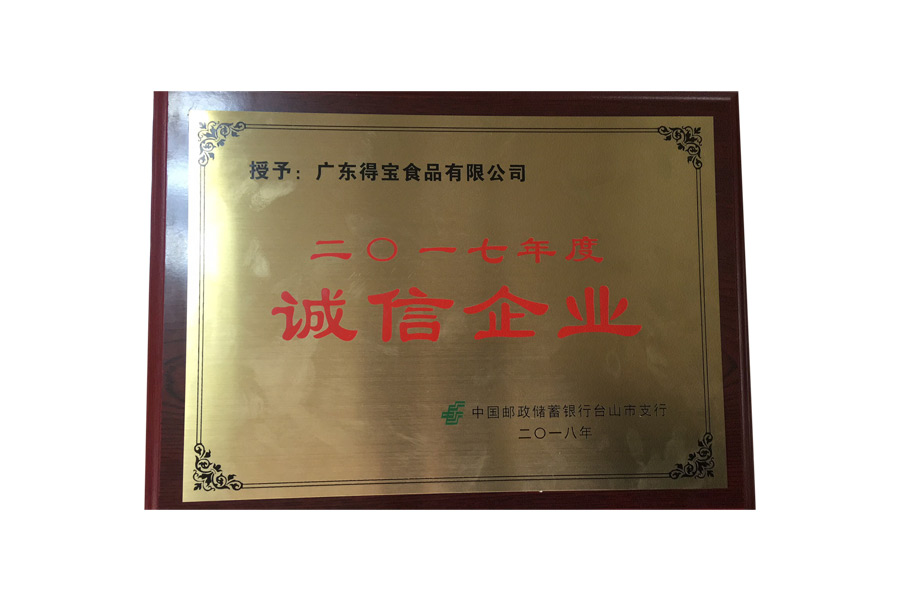 授予：广东得宝食品有限公司
二〇一七年度
诚信企业
中国邮政储蓄银行台山市支行
二〇一八年